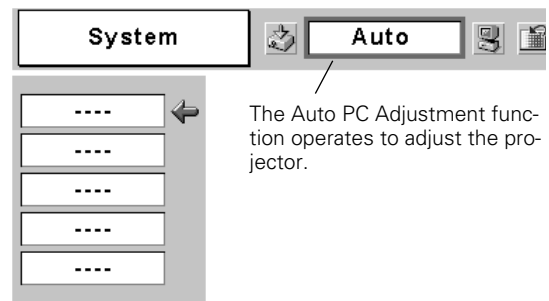 System
Auto
----
The Auto PC Adjustment func-
tion operates to adjust the pro-
jector.
----
----
----
----